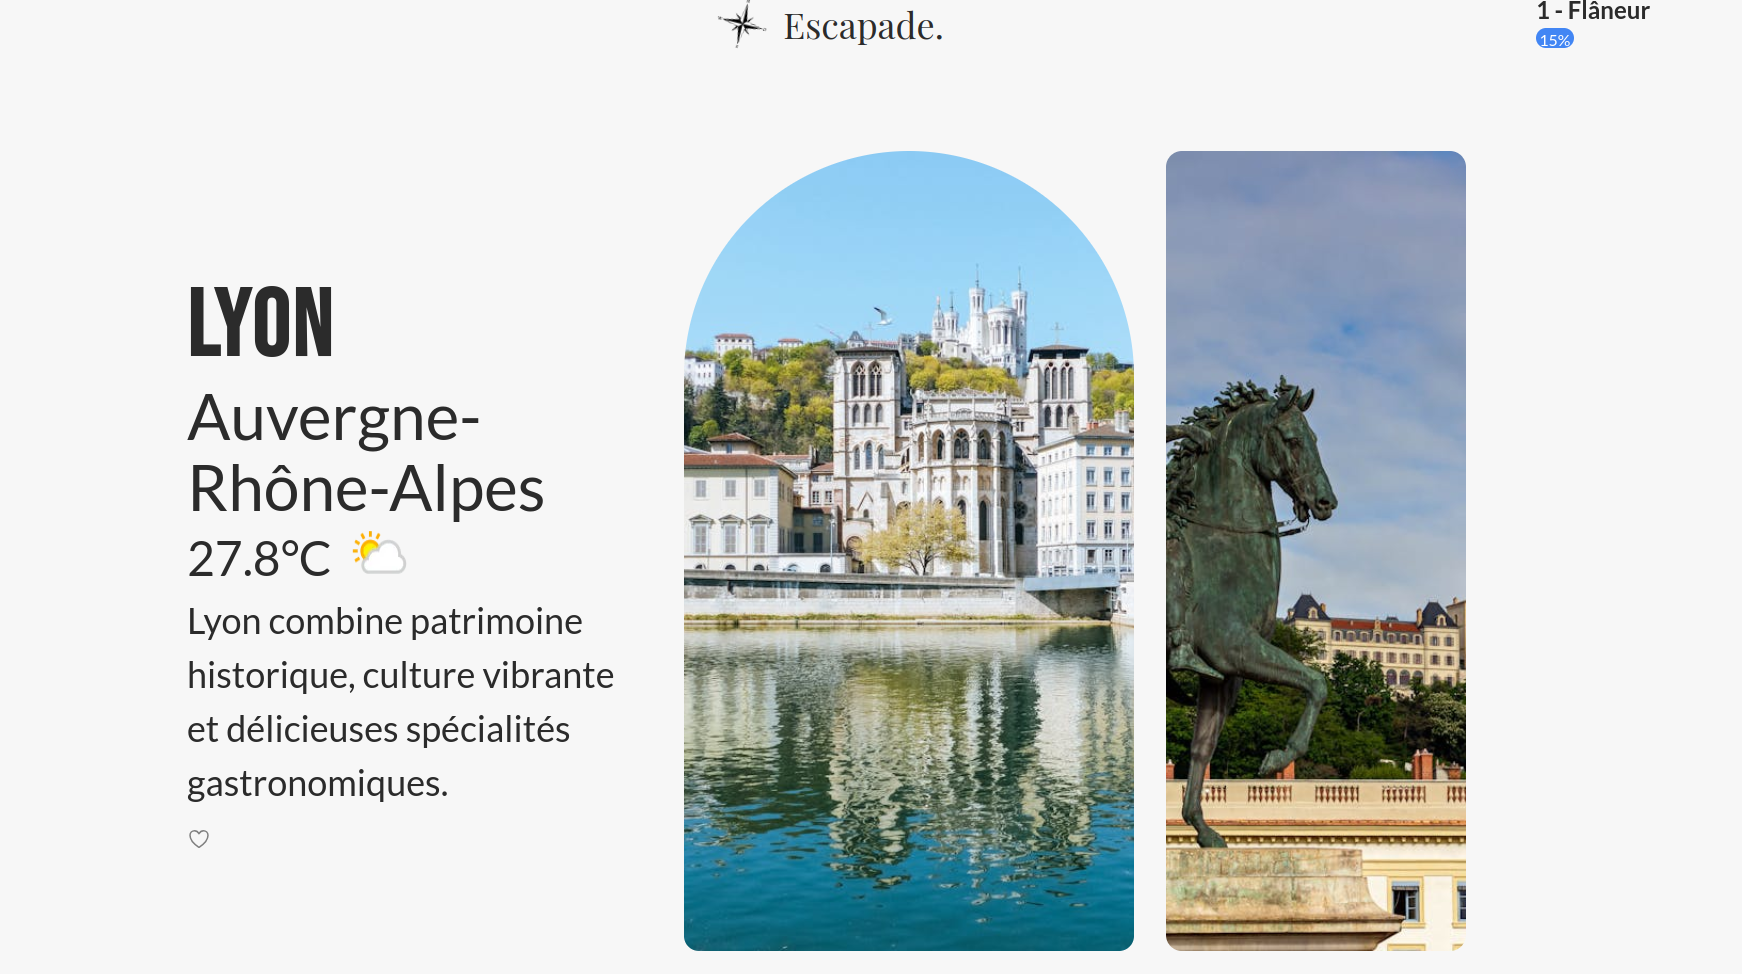 Escapade.
1 - Flâneur
15%
LYON
Auvergne-
Rhône-Alpes
27.8°C
Lyon combine patrimoine
historique, culture vibrante
et délicieuses spécialités
gastronomiques.